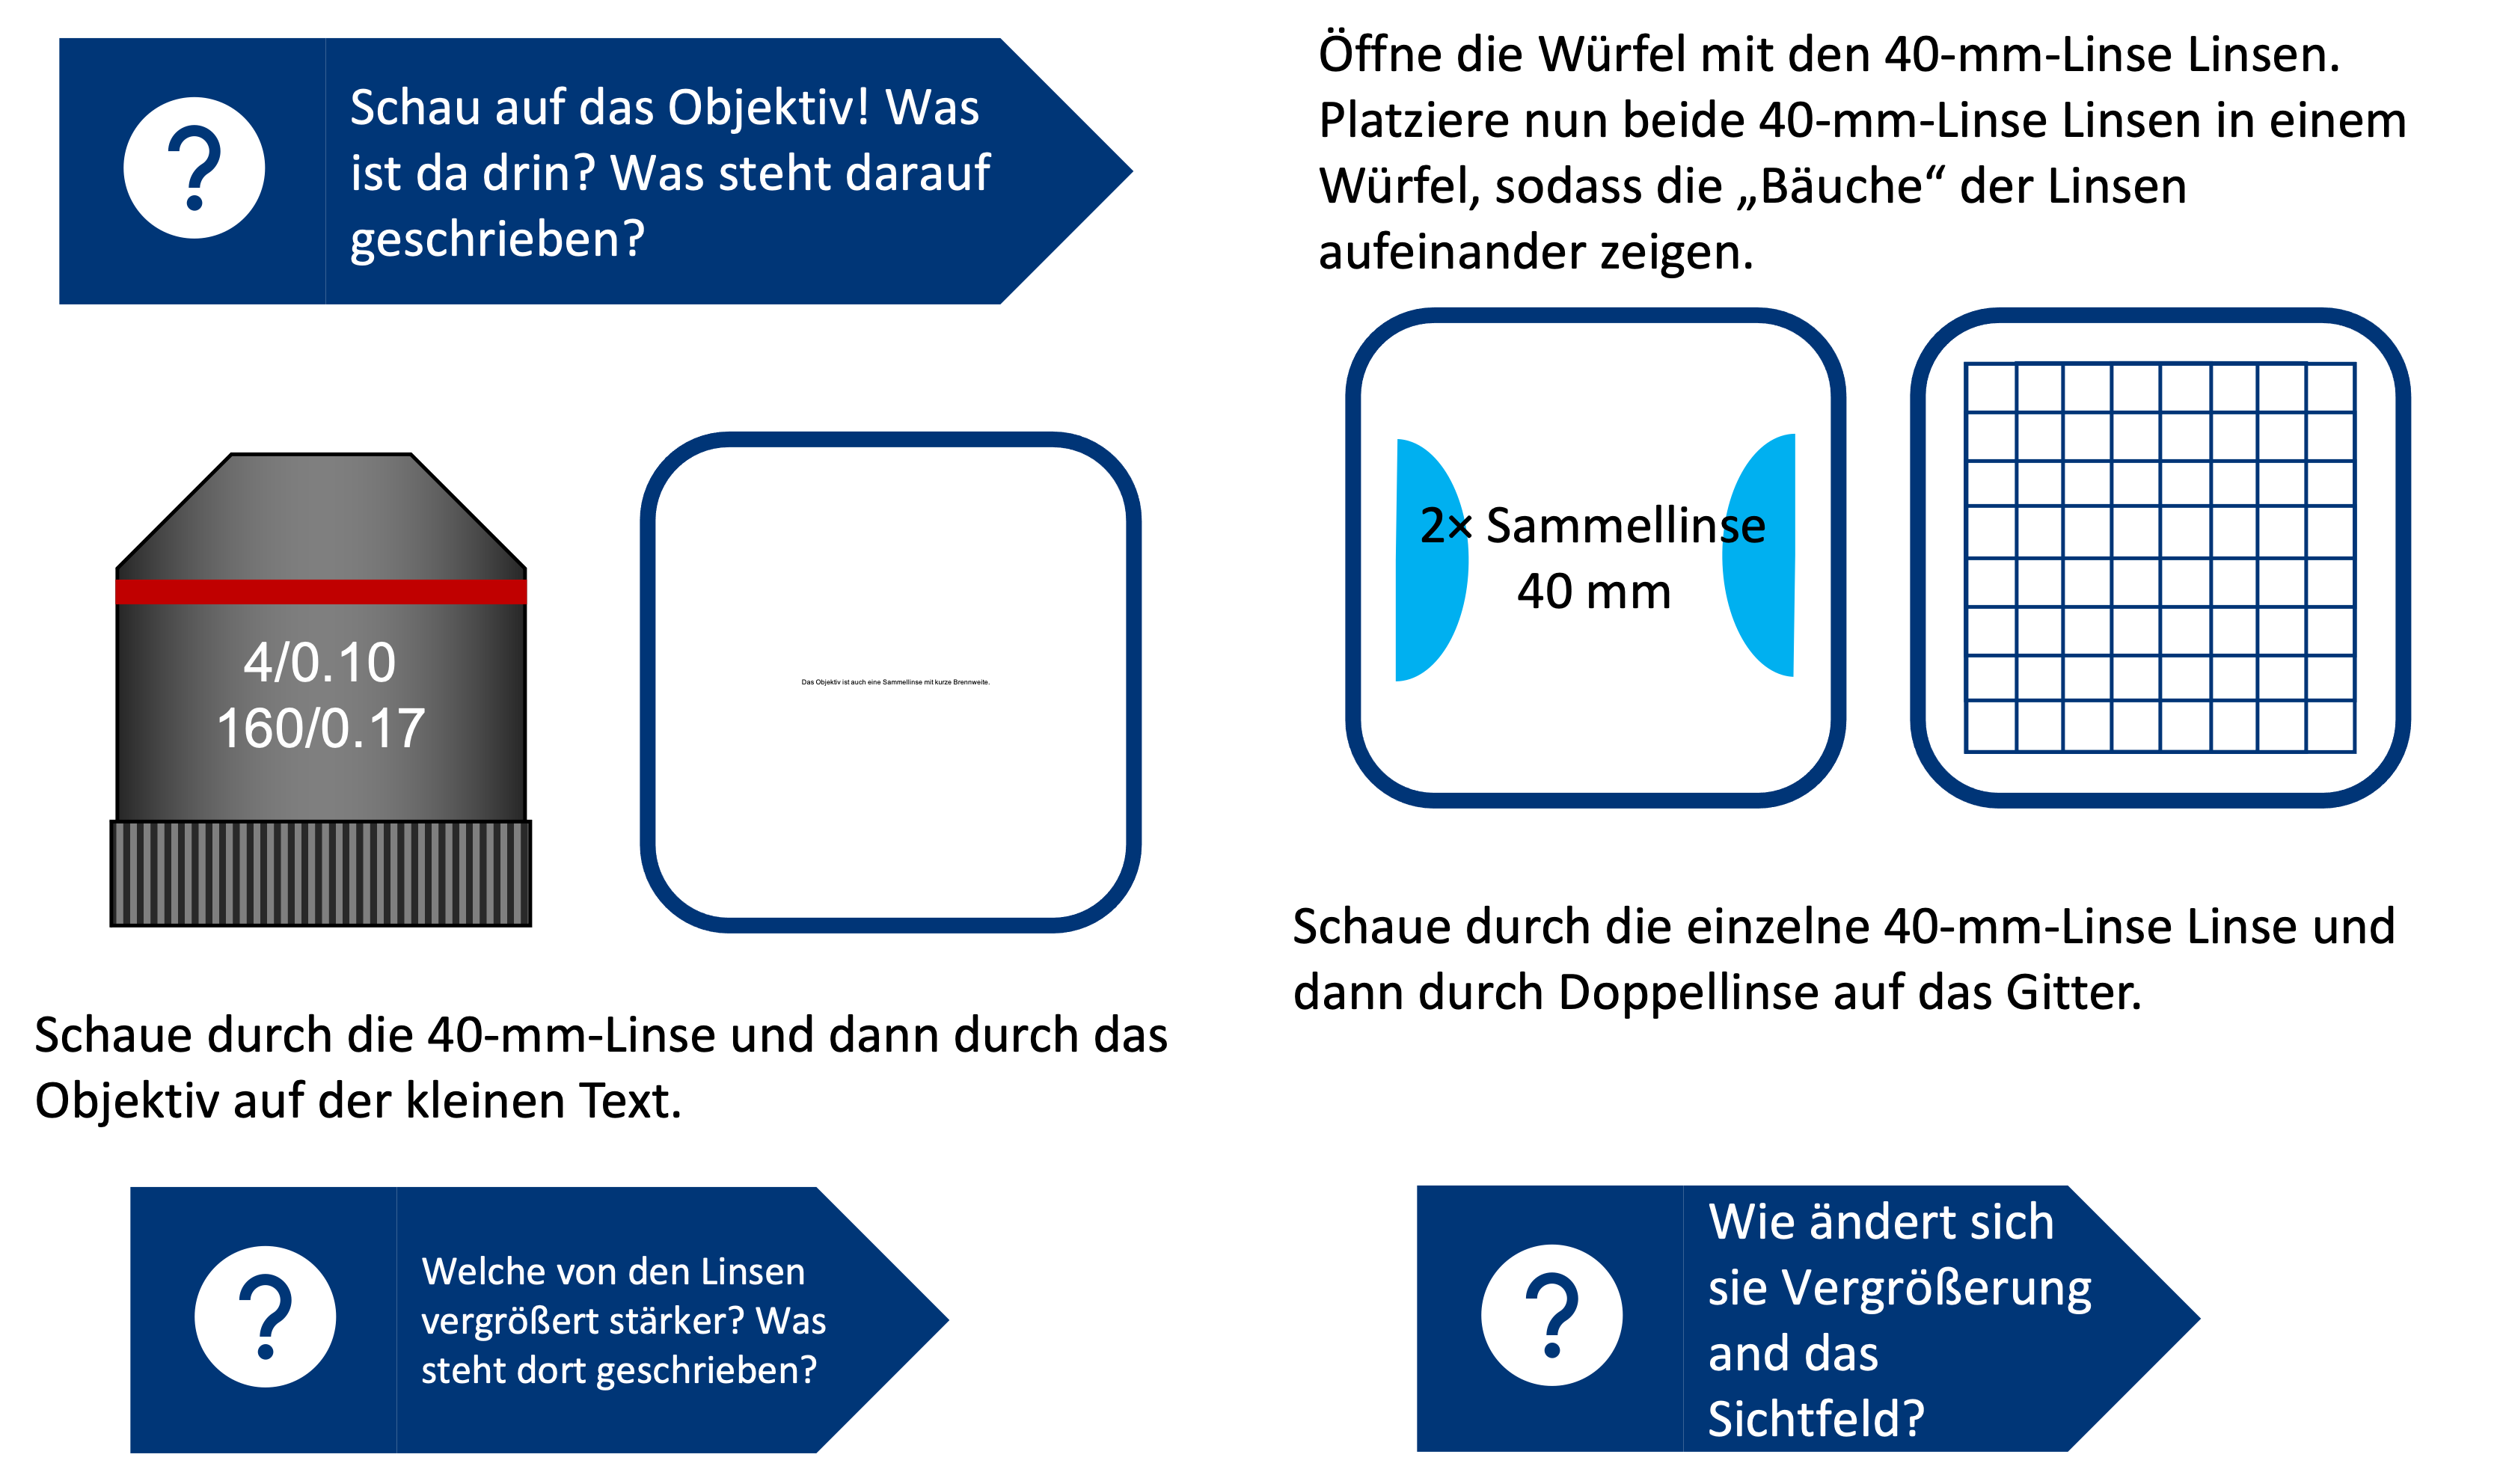 Schau auf das Objektiv! Was
ist da drin? Was steht darauf
geschrieben?
4/0.10
160/0.17
Das Objektiv ist auch eine Sammellinse mit kurze Brennweite.
Schaue durch die 40-mm-Linse und dann durch das
Objektiv auf der kleinen Text.
?
Welche von den Linsen
vergrößert stärker? Was
steht dort geschrieben?
Öffne die Würfel mit den 40-mm-Linse Linsen.
Platziere nun beide 40-mm-Linse Linsen in einem
Würfel, sodass die „Bäuche“ der Linsen
aufeinander zeigen.
2× Sammellinse
40 mm
Schaue durch die einzelne 40-mm-Linse Linse und
dann durch Doppellinse auf das Gitter.
?
Wie ändert sich
sie Vergrößerung
and das
Sichtfeld?